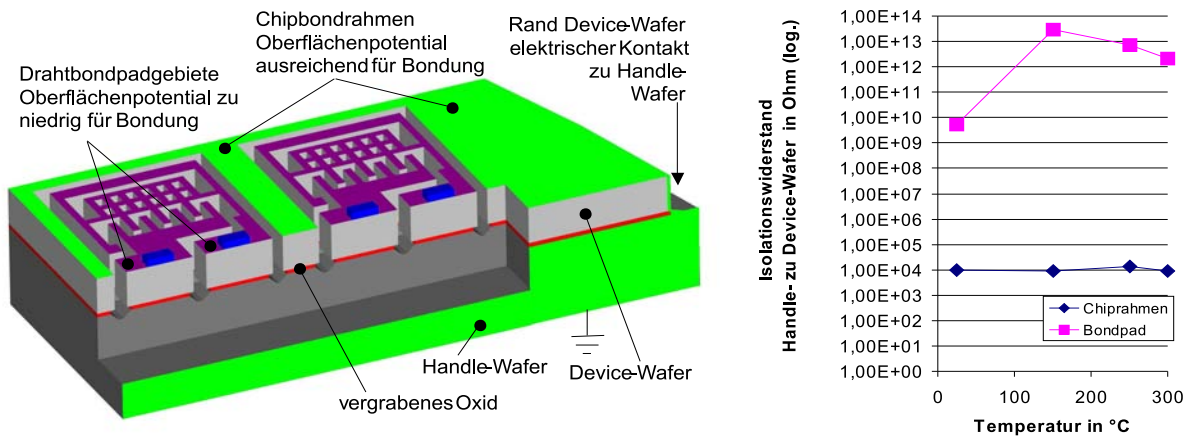 Chipbondrahmen
Oberflächenpotential
ausreichend für Bondung
Rand Device-Wafer
elektrischer Kontakt
zu Handle-
Wafer
Drahtbondpadgebiete
Oberflächenpotential zu
niedrig für Bondung
Handle-Wafer
Device-Wafer
vergrabenes Oxid
Isolationswiderstand
Handle- zu Device-Wafer in Ohm (log.)
1,00E+14
1,00E+13
1,00E+12
1,00E+11
1,00E+10
1,00E+09
1,00E+08
1,00E+07
1,00E+06
1,00E+05
1,00E+04
1,00E+03
1,00E+02
1,00E+01
1,00E+00
Chiprahmen
Bondpad
0 100 200 300
Temperatur in °C